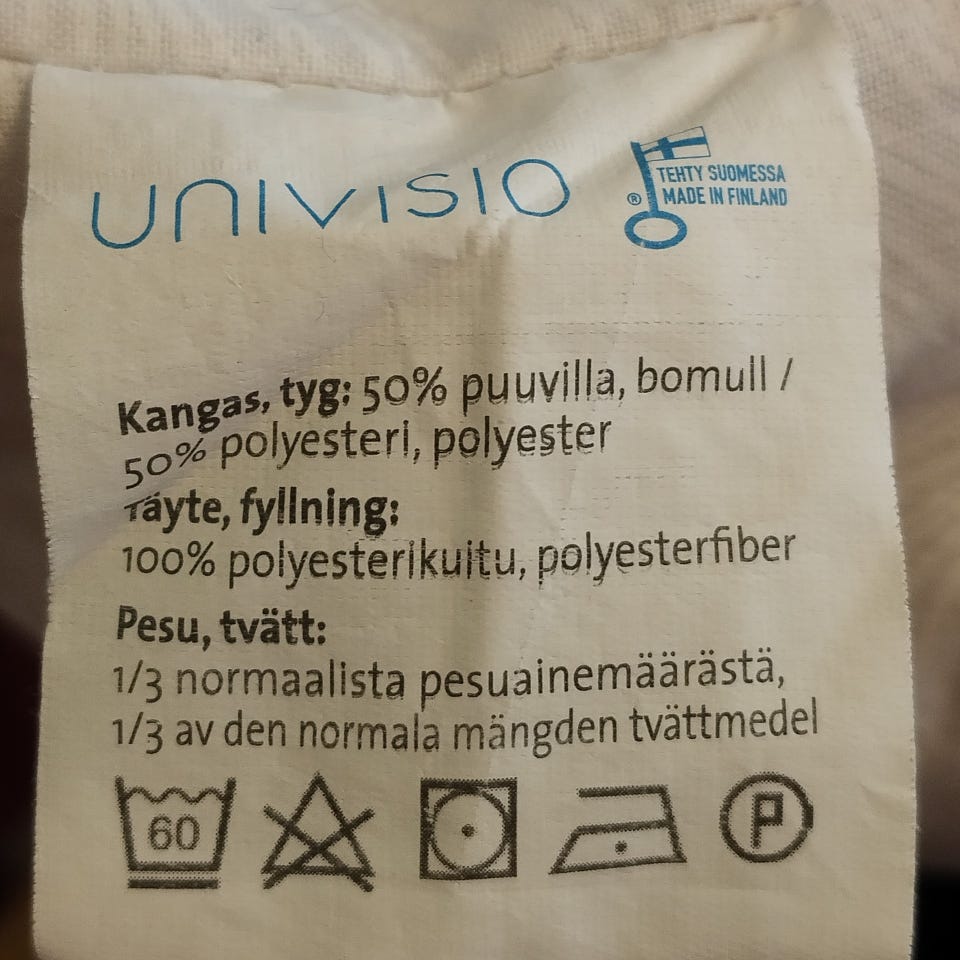 UNIVISIO
TEHTY SUOMESSA
® MADE IN FINLAND
Kangas, tyg: 50% puuvilla, bomull /
50% polyesteri, polyester
Täyte, fyllning:
100% polyesterikuitu, polyesterfiber
Pesu, tvätt:
1/3 normaalista pesuainemäärästä,
1/3 av den normala mängden tvättmedel
60 P